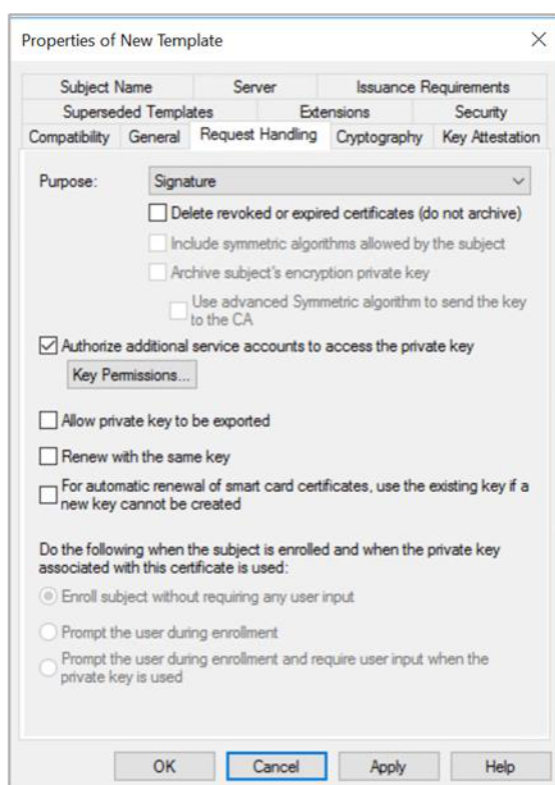 Properties of New Template
Subject Name Server Issuance Requirements
Superseded Templates Extensions Security
Compatibility General Request Handling Cryptography Key Attestation
Purpose: Signature
Delete revoked or expired certificates (do not archive)
Include symmetric algorithms allowed by the subject
Archive subject's encryption private key
Use advanced Symmetric algorithm to send the key
to the CA
Authorize additional service accounts to access the private key
Key Permissions...
Allow private key to be exported
Renew with the same key
For automatic renewal of smart card certificates, use the existing key if a
new key cannot be created
Do the following when the subject is enrolled and when the private key
associated with this certificate is used:
Enroll subject without requiring any user input
Prompt the user during enrollment
Prompt the user during enrollment and require user input when the
private key is used
OK Cancel Apply Help